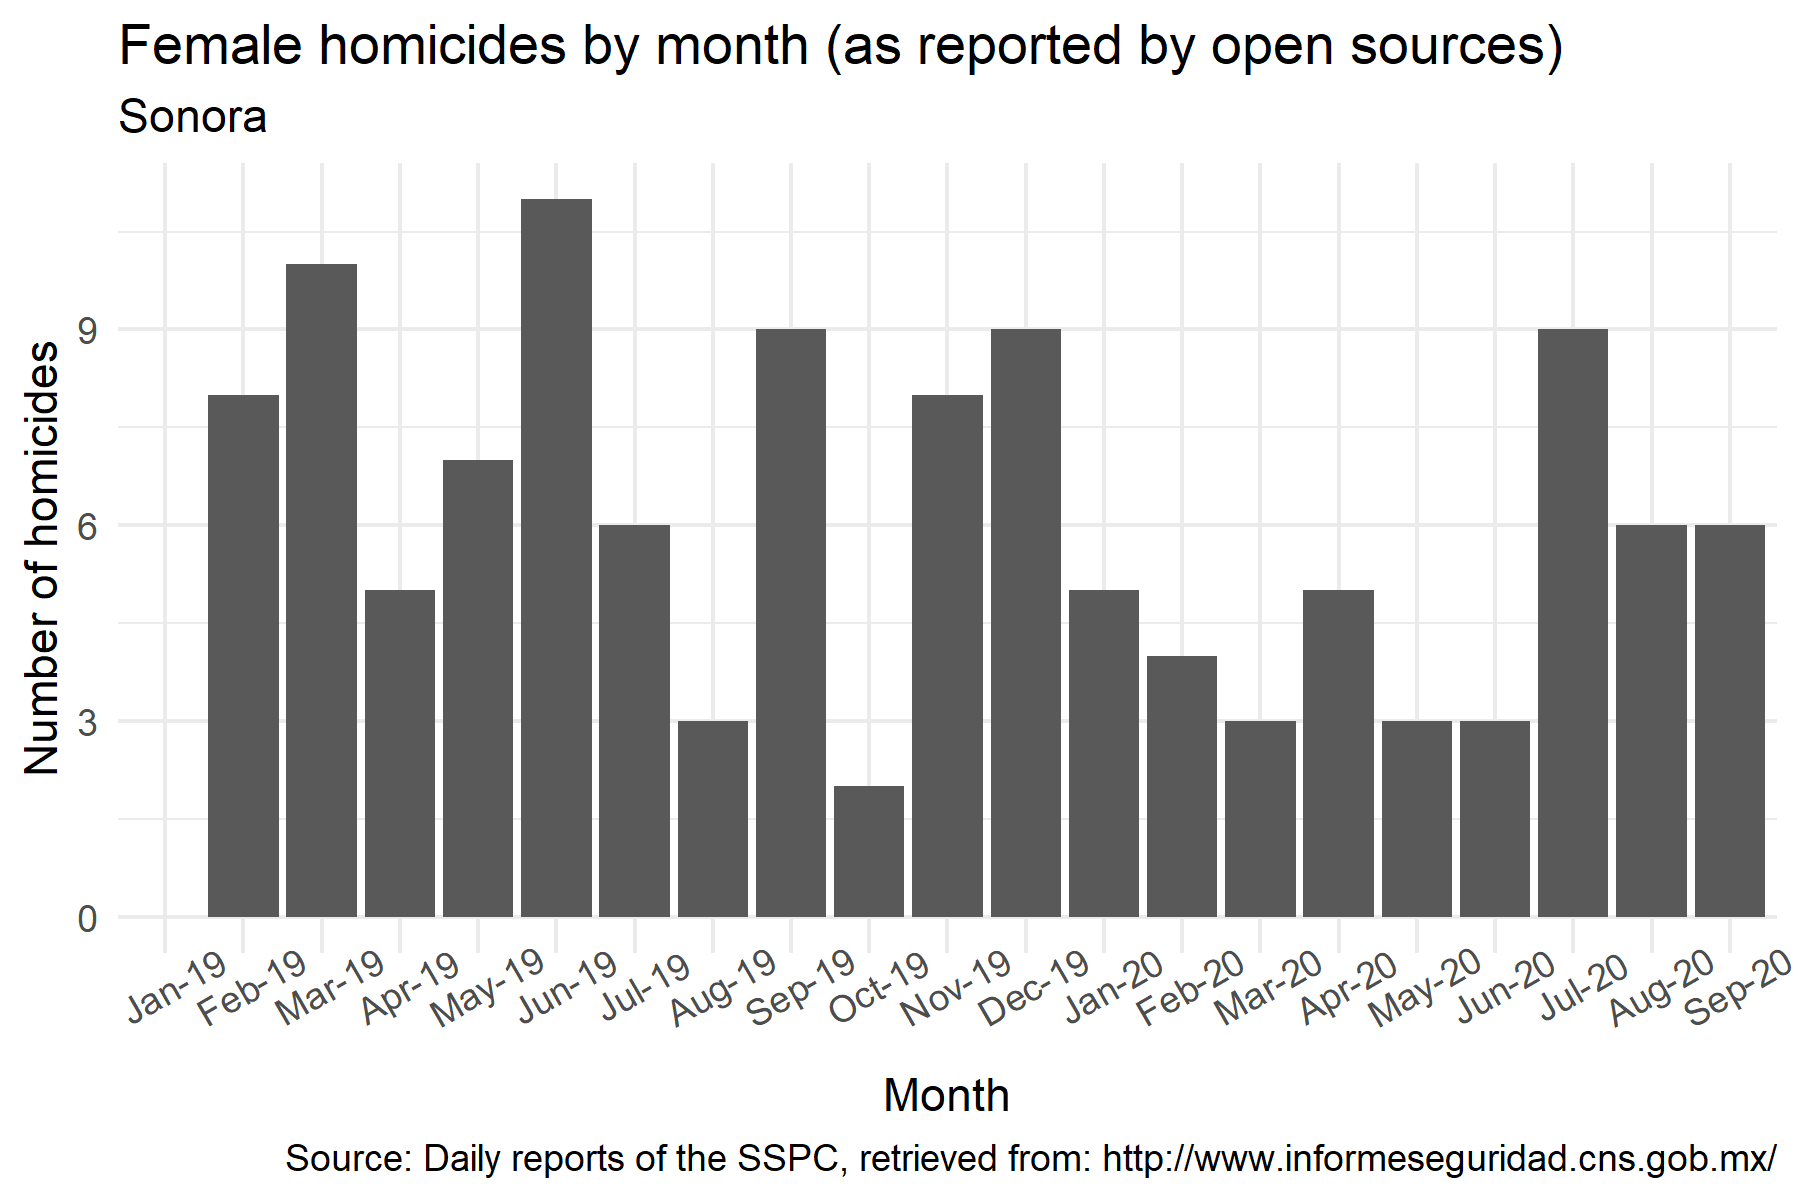 Female homicides by month (as reported by open sources)
Sonora
Number of homicides
9
6
3
0
Jan-19
Feb-19
Mar-19
Apr-19
May-19
Jun-19
Jul-19
Aug-19
Sep-19
Oct-19
Nov-19
Dec-19
Jan-20
Feb-20
Mar-20
Apr-20
May-20
Jun-20
Jul-20
Aug-20
Sep-20
Month
Source: Daily reports of the SSPC, retrieved from: http://www.informeseguridad.cns.gob.mx/